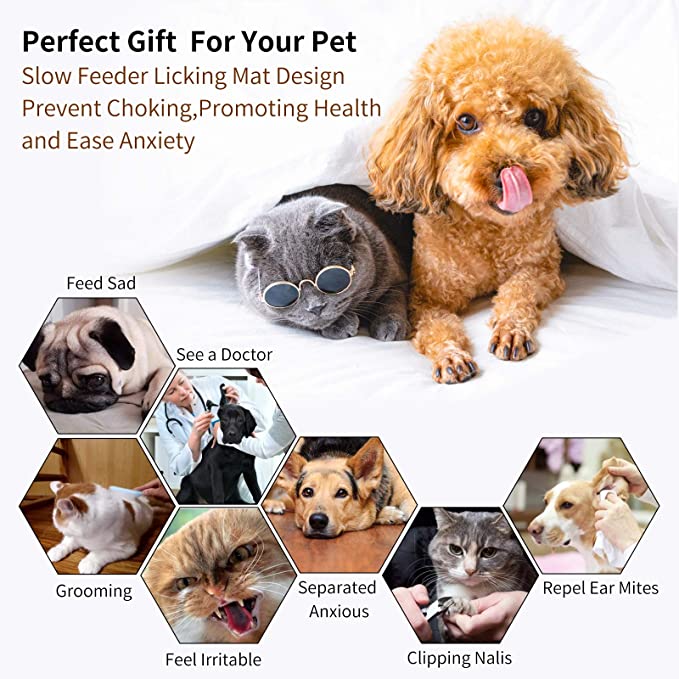 Perfect Gift For Your Pet
Slow Feeder Licking Mat Design
Prevent Choking,Promoting Health
and Ease Anxiety
Feed Sad
See a Doctor
Grooming
Feel Irritable
Separated
Anxious
Clipping Nalis
Repel Ear Mites